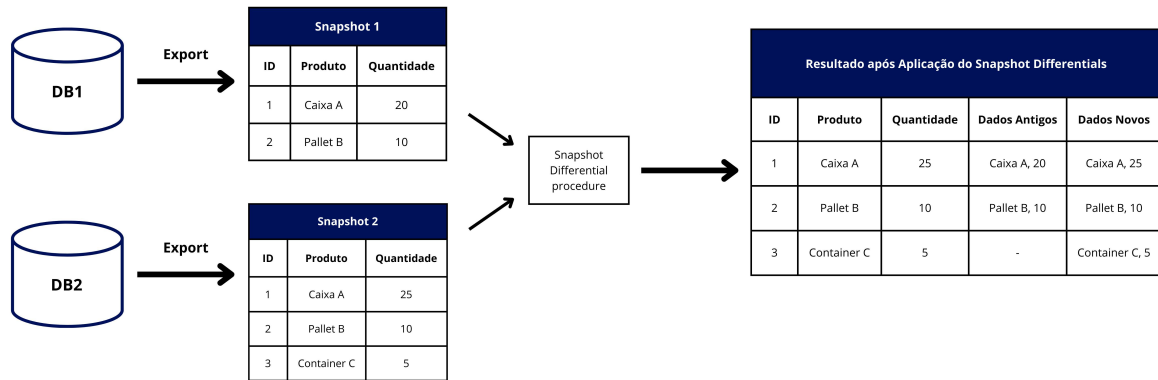 DB1
Export
Snapshot 1
ID Produto Quantidade
1 Caixa A 20
2 Pallet B 10
DB2
Export
Snapshot 2
ID Produto Quantidade
1 Caixa A 25
2 Pallet B 10
3 Container C 5
Snapshot
Differential
procedure
Resultado após Aplicação do Snapshot Differentials
ID Produto Quantidade Dados Antigos Dados Novos
1 Caixa A 25 Caixa A, 20 Caixa A, 25
2 Pallet B 10 Pallet B, 10 Pallet B, 10
3 Container C 5 - Container C, 5